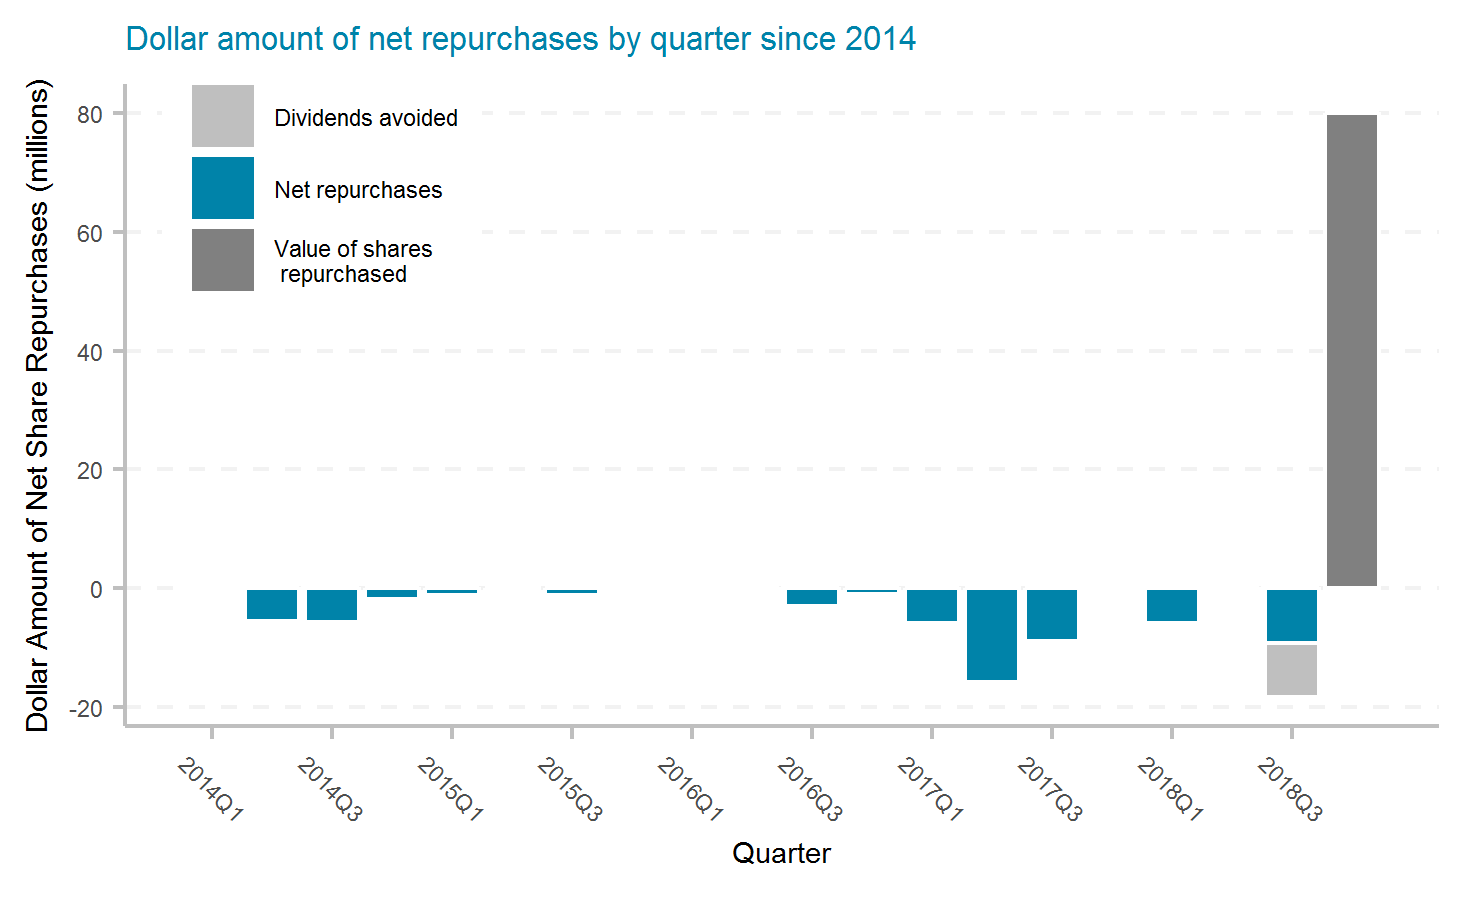 Dollar amount of net repurchases by quarter since 2014
Dollar Amount of Net Share Repurchases (millions)
80
60
40
20
0
-20
Dividends avoided
Net repurchases
Value of shares
repurchased
2014Q1
2014Q3
2015Q1
2015Q3
2016Q1
2016Q3
2017Q1
2017Q3
2018Q1
2018Q3
Quarter